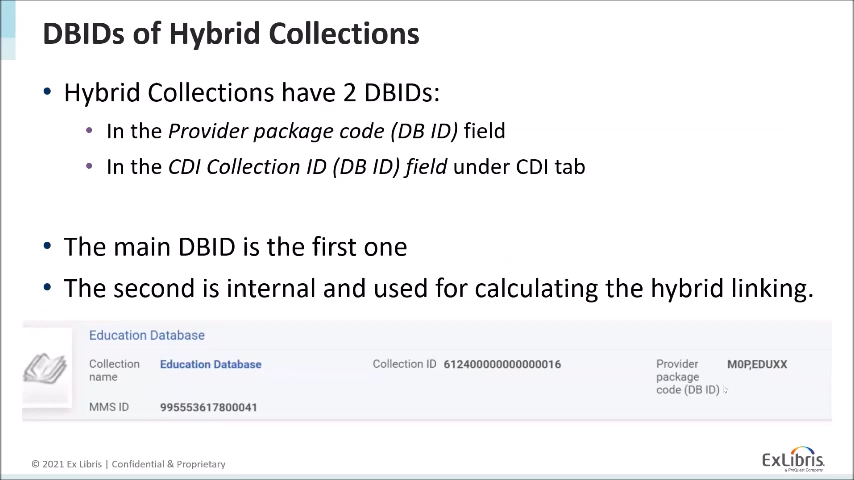 DBIDs of Hybrid Collections
• Hybrid Collections have 2 DBIDs:
• In the Provider package code (DB ID) field
• In the CDI Collection ID (DB ID) field under CDI tab
• The main DBID is the first one
• The second is internal and used for calculating the hybrid linking.
Education Database
Collection name Education Database
Collection ID 612400000000000016
Provider package code (DB ID) M0P,EDUXX
MMS ID 995553617800041
© 2021 Ex Libris | Confidential & Proprietary
ExLibris
a ProQuest Company